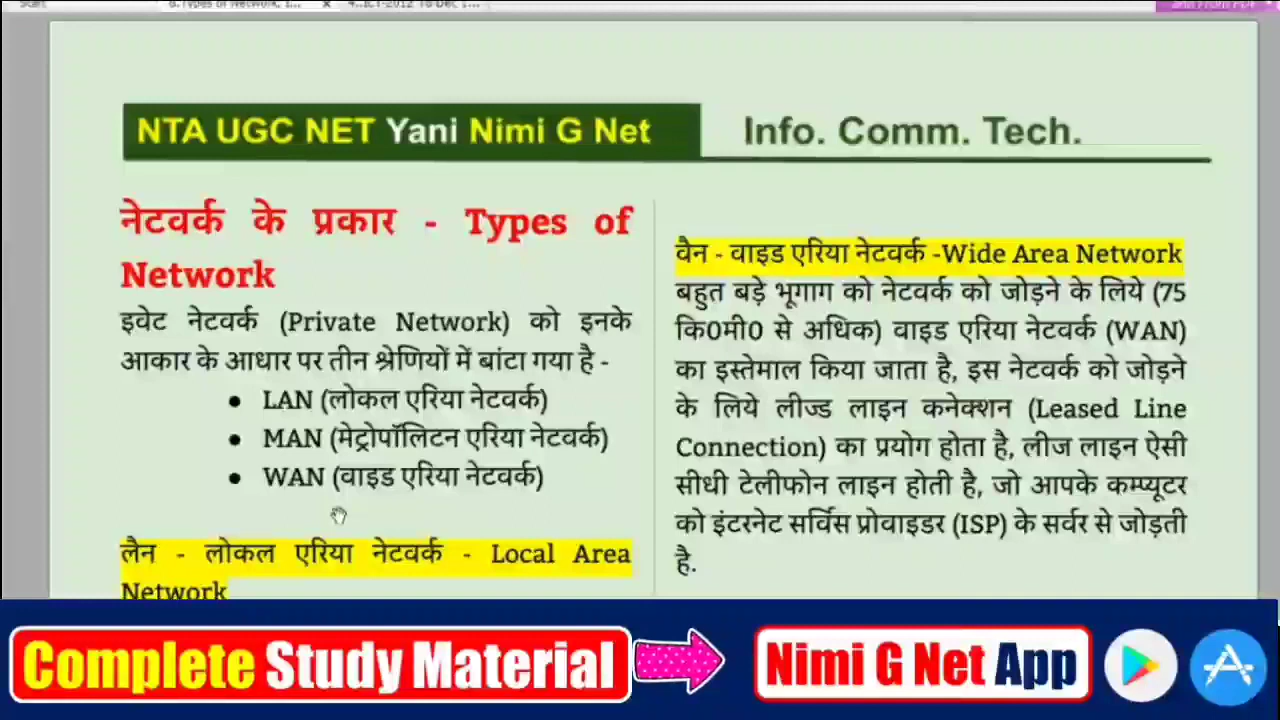 NTA UGC NET Yani Nimi G Net
Info. Comm. Tech.
नेटवर्क के प्रकार - Types of
Network
इवेट नेटवर्क (Private Network) को इनके
आकार के आधार पर तीन श्रेणियों में बांटा गया है -
● LAN (लोकल एरिया नेटवर्क)
● MAN (मेट्रोपॉलिटन एरिया नेटवर्क)
● WAN (वाइड एरिया नेटवर्क)
लैन - लोकल एरिया नेटवर्क - Local Area
Network
वैन - वाइड एरिया नेटवर्क -Wide Area Network
बहुत बड़े भूगाग को नेटवर्क को जोड़ने के लिये (75
कि0मी0 से अधिक) वाइड एरिया नेटवर्क (WAN)
का इस्तेमाल किया जाता है, इस नेटवर्क को जोड़ने
के लिये लीज्ड लाइन कनेक्शन (Leased Line
Connection) का प्रयोग होता है, लीज लाइन ऐसी
सीधी टेलीफोन लाइन होती है, जो आपके कम्प्यूटर
को इंटरनेट सर्विस प्रोवाइडर (ISP) के सर्वर से जोड़ती
है.
Complete Study Material
Nimi G Net App